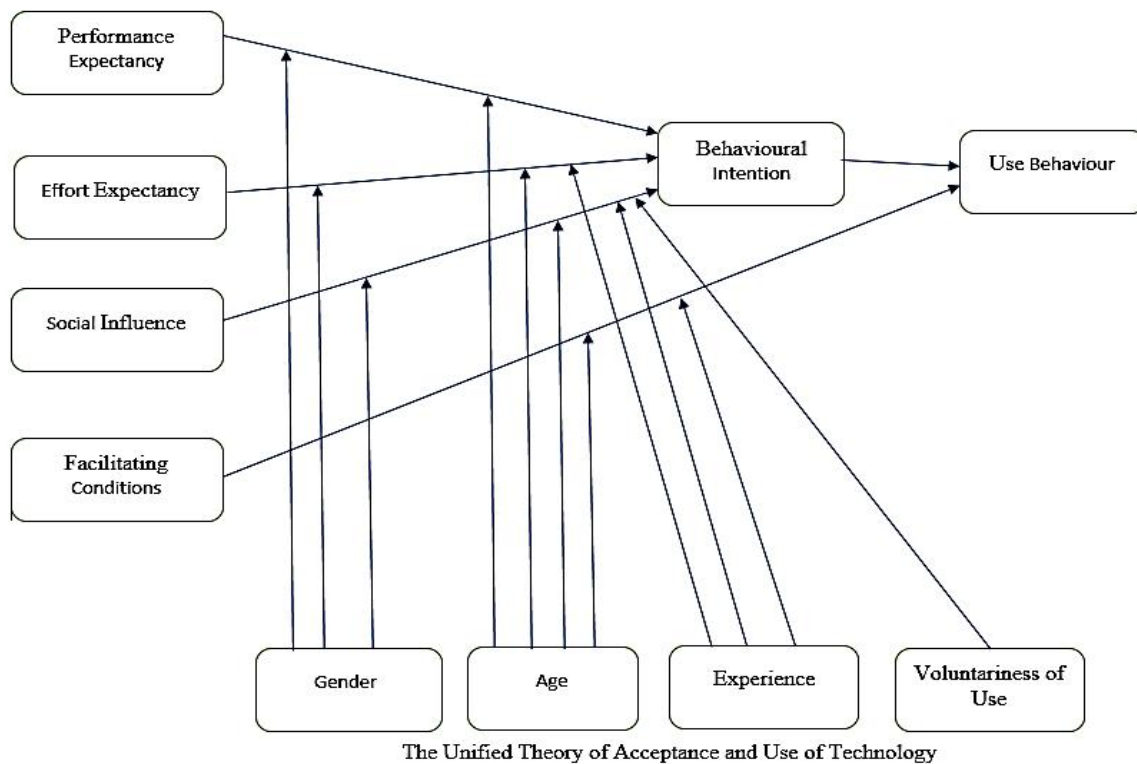 Performance
Expectancy
Behavioural
Intention
Use Behaviour
Effort Expectancy
Social Influence
Facilitating
Conditions
Gender
Age
Experience
Voluntariness of
Use
The Unified Theory of Acceptance and Use of Technology